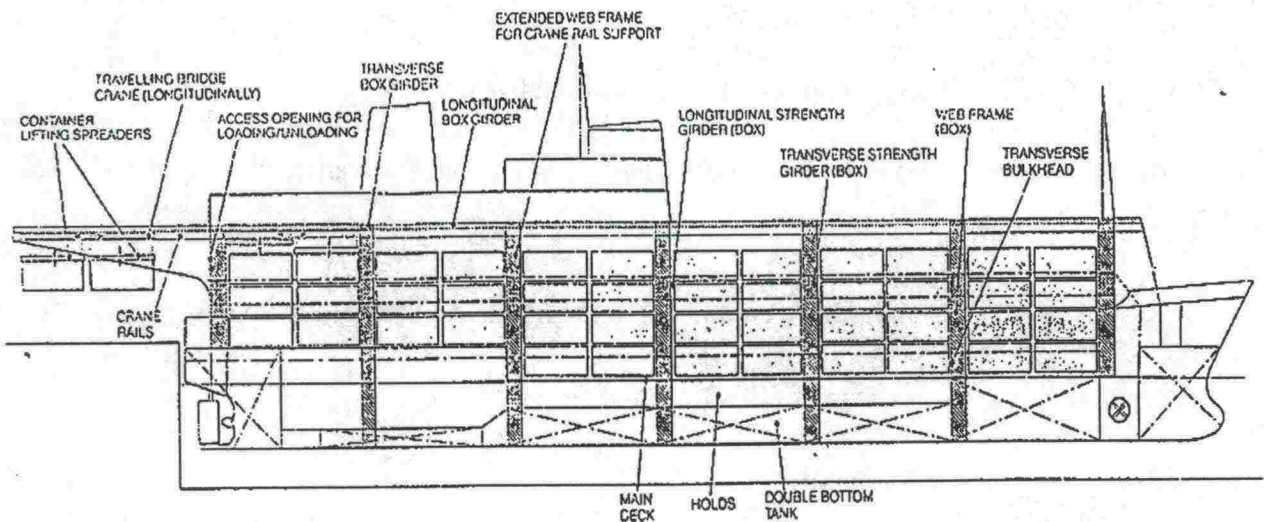 EXTENDED WEB FRAME
FOR CRANE RAIL SUPPORT
TRAVELLING BRIDGE
CRANE (LONGITUDINALLY)
TRANSVERSE
BOX GIRDER
CONTAINER
LIFTING SPREADERS
ACCESS OPENING FOR
LOADING/UNLOADING
LONGITUDINAL
BOX GIRDER
LONGITUDINAL STRENGTH
GIRDER (BOX)
WEB FRAME
(BOX)
TRANSVERSE STRENGTH
GIRDER (BOX)
TRANSVERSE
BULKHEAD
CRANE
RAILS
MAIN
DECK
HOLDS
DOUBLE BOTTOM
TANK